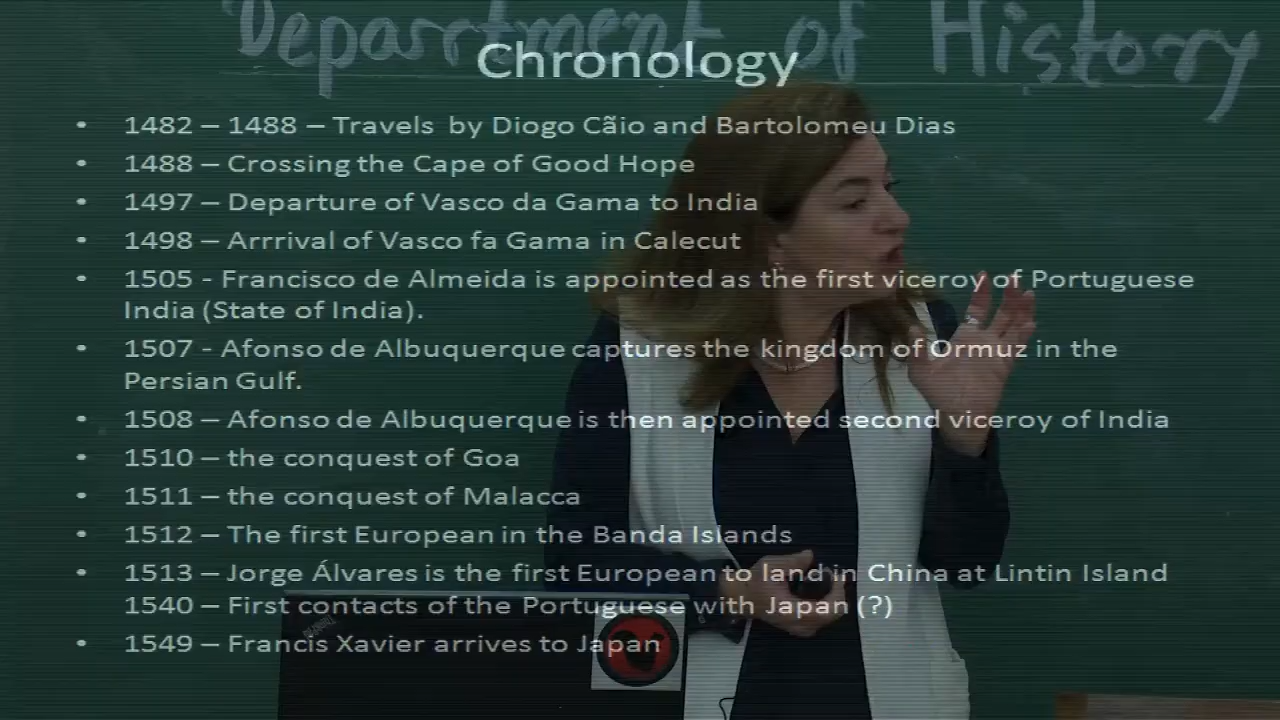 Department of History
Chronology
• 1482 – 1488 – Travels by Diogo Cãio and Bartolomeu Dias
• 1488 – Crossing the Cape of Good Hope
• 1497 – Departure of Vasco da Gama to India
• 1498 – Arrrival of Vasco fa Gama in Calecut
• 1505 - Francisco de Almeida is appointed as the first viceroy of Portuguese
India (State of India).
• 1507 - Afonso de Albuquerque captures the kingdom of Ormuz in the
Persian Gulf.
• 1508 – Afonso de Albuquerque is then appointed second viceroy of India
• 1510 – the conquest of Goa
• 1511 – the conquest of Malacca
• 1512 – The first European in the Banda Islands
• 1513 – Jorge Álvares is the first European to land in China at Lintin Island
1540 – First contacts of the Portuguese with Japan (?)
• 1549 – Francis Xavier arrives to Japan